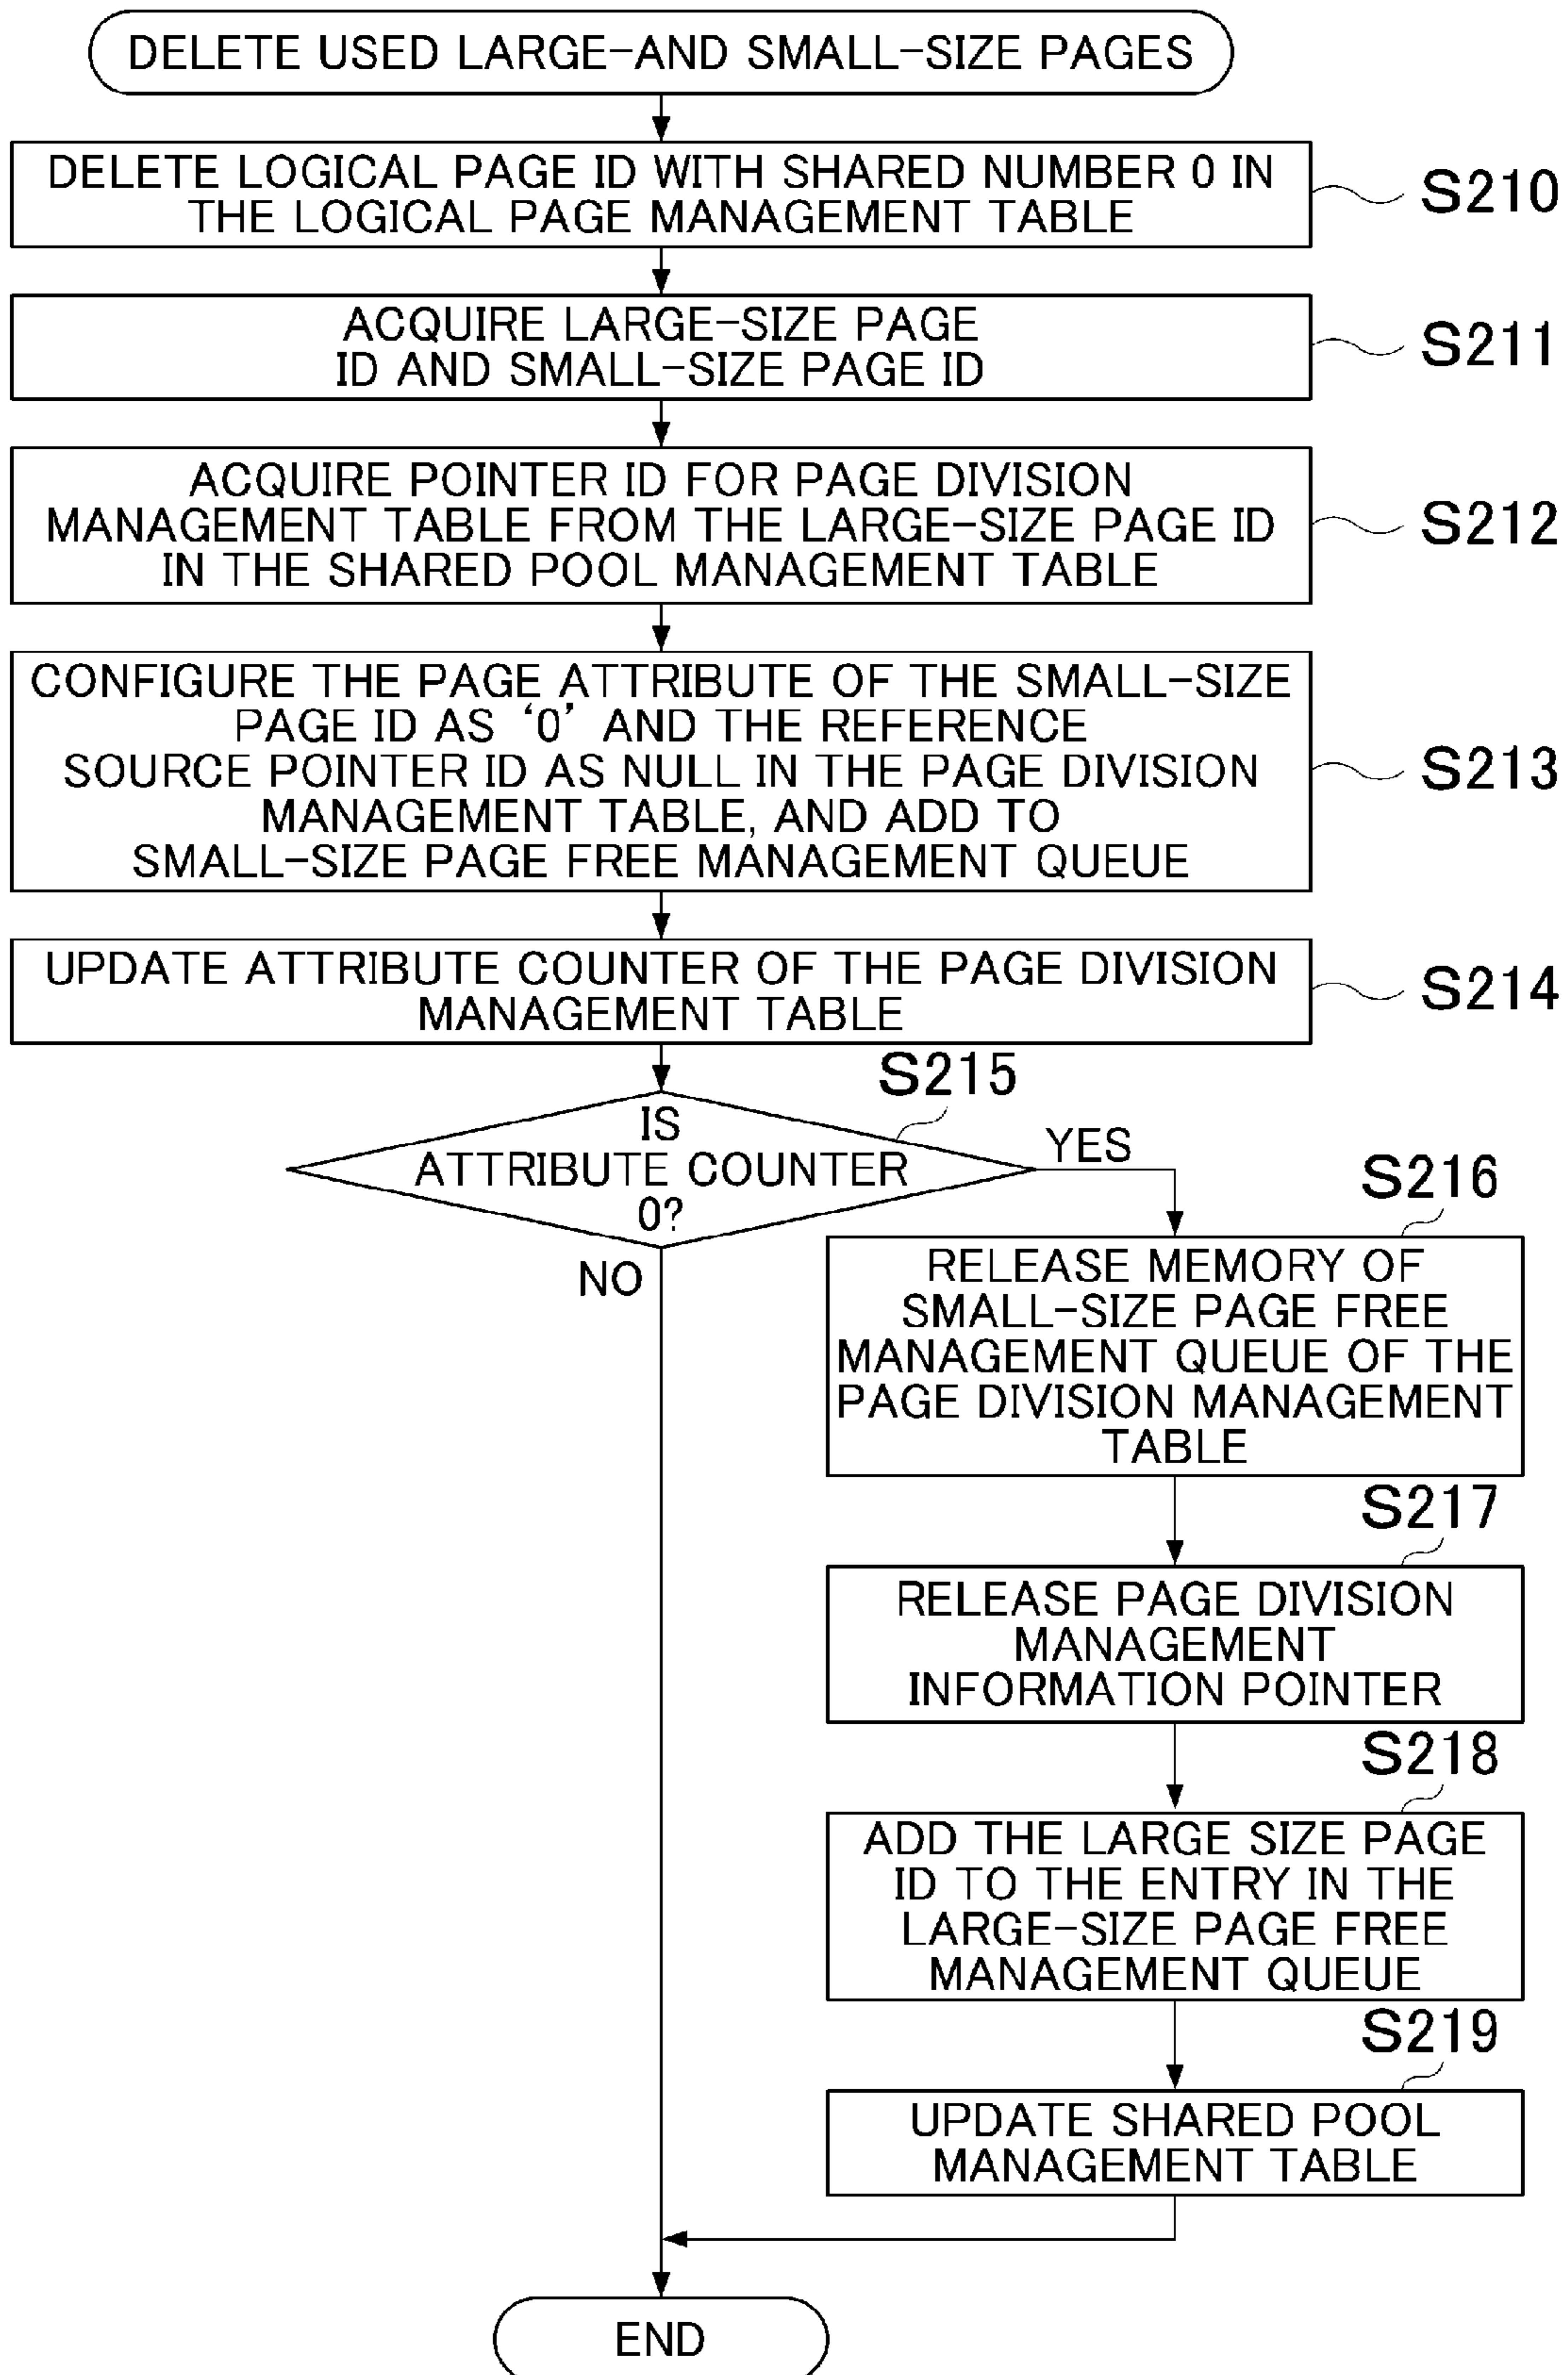 DELETE USED LARGE-AND SMALL-SIZE PAGES
DELETE LOGICAL PAGE ID WITH SHARED NUMBER 0 IN
THE LOGICAL PAGE MANAGEMENT TABLE
S210
ACQUIRE LARGE-SIZE PAGE
ID AND SMALL-SIZE PAGE ID
S211
ACQUIRE POINTER ID FOR PAGE DIVISION
MANAGEMENT TABLE FROM THE LARGE-SIZE PAGE ID
IN THE SHARED POOL MANAGEMENT TABLE
S212
CONFIGURE THE PAGE ATTRIBUTE OF THE SMALL-SIZE
PAGE ID AS ‘0’ AND THE REFERENCE
SOURCE POINTER ID AS NULL IN THE PAGE DIVISION
MANAGEMENT TABLE, AND ADD TO
SMALL-SIZE PAGE FREE MANAGEMENT QUEUE
S213
UPDATE ATTRIBUTE COUNTER OF THE PAGE DIVISION
MANAGEMENT TABLE
S214
S215
IS
ATTRIBUTE COUNTER
0?
YES
NO
S216
RELEASE MEMORY OF
SMALL-SIZE PAGE FREE
MANAGEMENT QUEUE OF THE
PAGE DIVISION MANAGEMENT
TABLE
S217
RELEASE PAGE DIVISION
MANAGEMENT
INFORMATION POINTER
S218
ADD THE LARGE SIZE PAGE
ID TO THE ENTRY IN THE
LARGE-SIZE PAGE FREE
MANAGEMENT QUEUE
S219
UPDATE SHARED POOL
MANAGEMENT TABLE
END